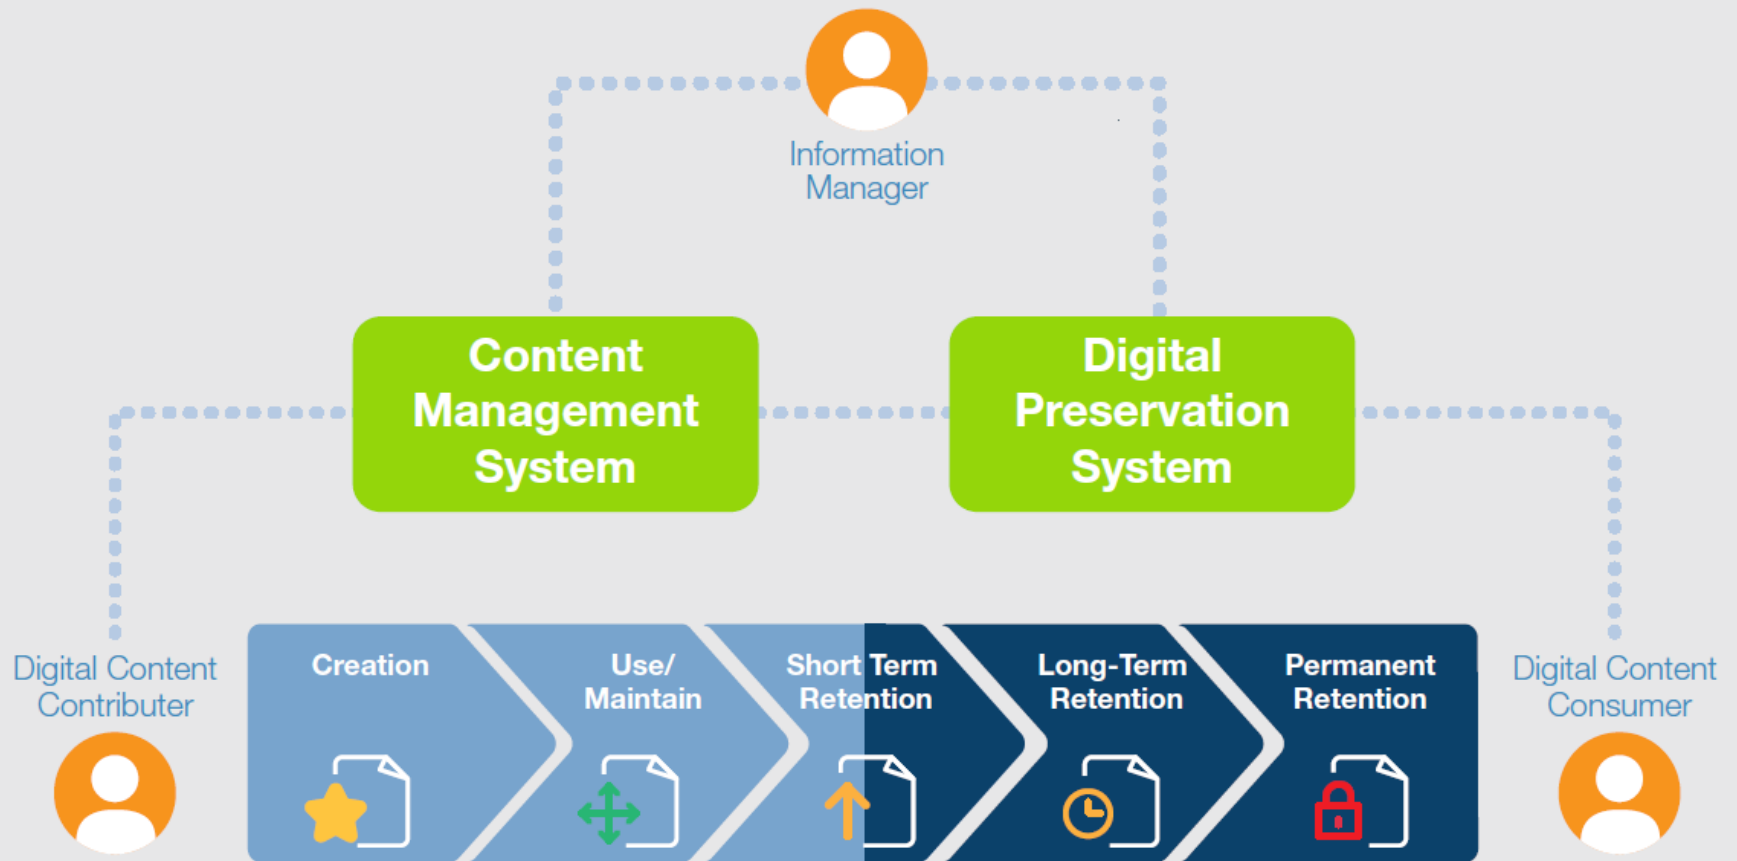 Information
Manager
Content
Management
System
Digital
Preservation
System
Digital Content
Contributer
Creation
Use/
Maintain
Short Term
Retention
Long-Term
Retention
Permanent
Retention
Digital Content
Consumer